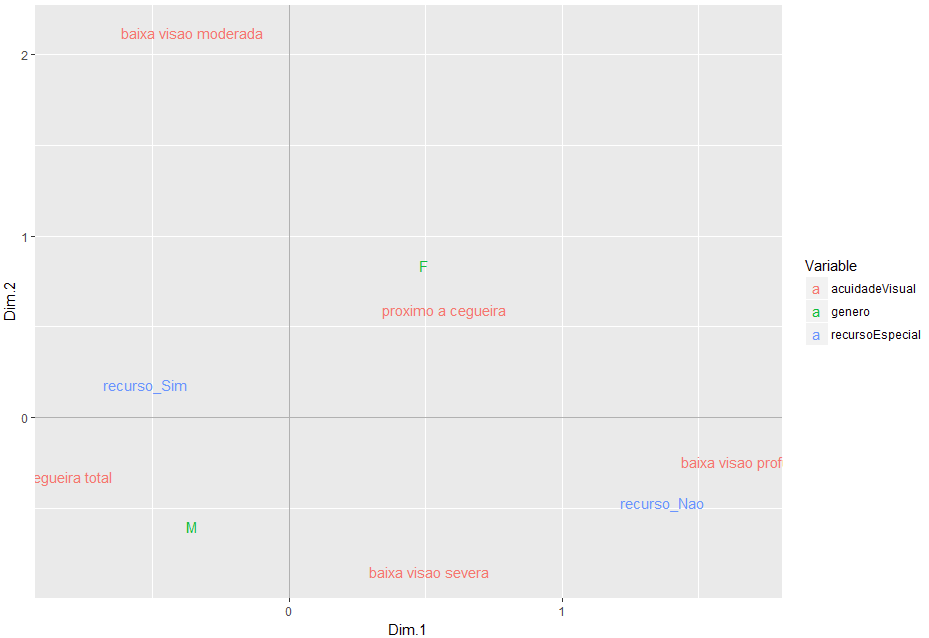 baixa visao moderada
2
1
F
proximo a cegueira
recurso_Sim
0
egueira total
baixa visao prof
recurso_Nao
M
baixa visao severa
0
1
Dim.1
Dim.2
Variable
a acuidadeVisual
a genero
a recursoEspecial